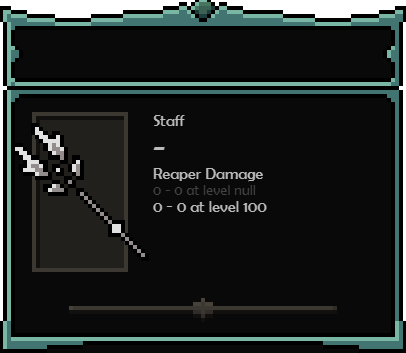 Staff
–
Reaper Damage
0 - 0 at level null
0 - 0 at level 100